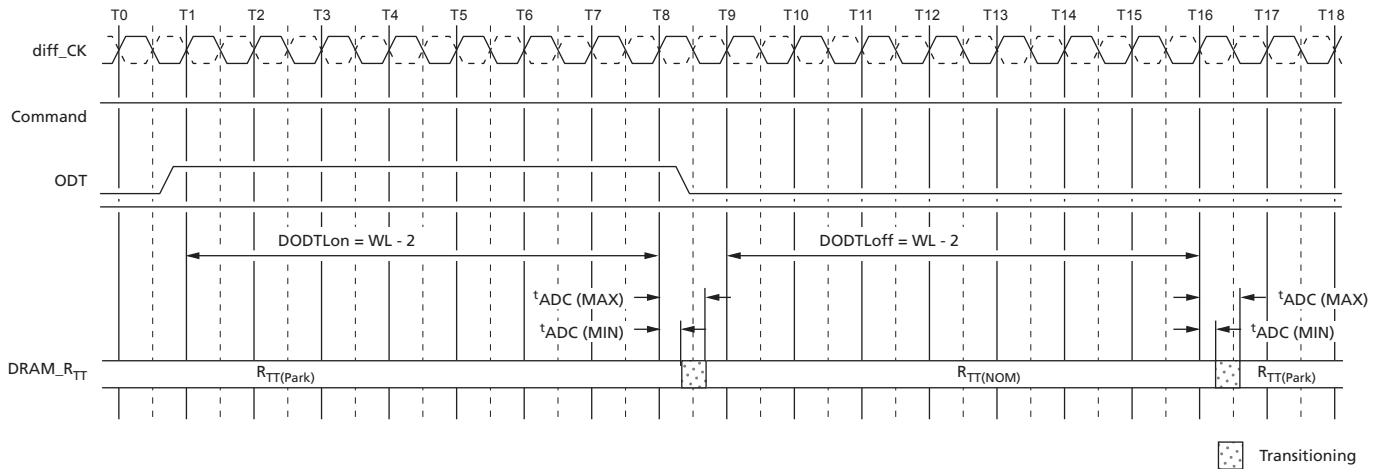 T0 T1 T2 T3 T4 T5 T6 T7 T8 T9 T10 T11 T12 T13 T14 T15 T16 T17 T18
diff_CK
Command
ODT
DODTLon = WL - 2 DODTLoff = WL - 2
tADC (MAX) tADC (MAX)
tADC (MIN) tADC (MIN)
DRAM_RTT RTT(Park) RTT(NOM) RTT(Park)
Transitioning